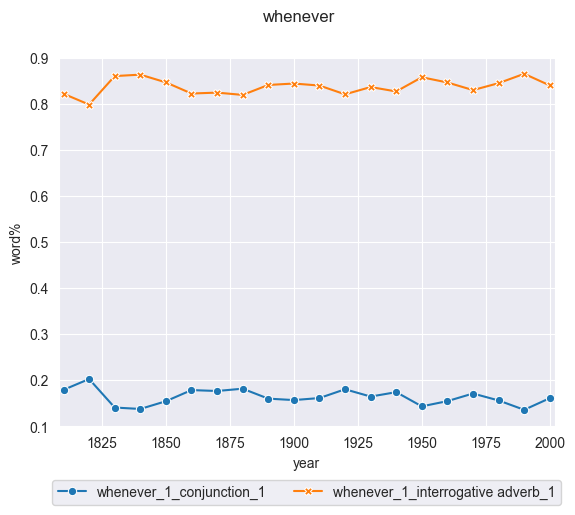 whenever
0.9
0.8
0.7
0.6
0.5
0.4
0.3
0.2
0.1
word%
1825 1850 1875 1900 1925 1950 1975 2000
year
whenever_1_conjunction_1 whenever_1_interrogative adverb_1